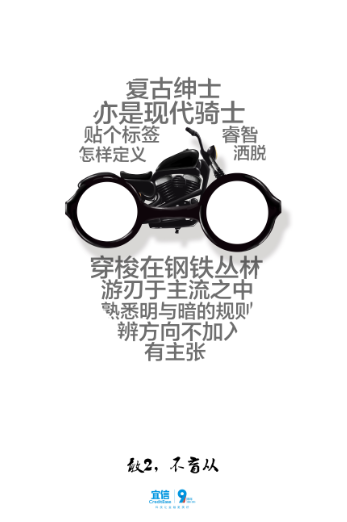 复古绅士
亦是现代骑士
贴个标签 睿智
怎样定义 洒脱
穿梭在钢铁丛林
游刃于主流之中
熟悉明与暗的规则
辨方向不加入
有主张
敢2，不盲从
宜信 9
CreditEase